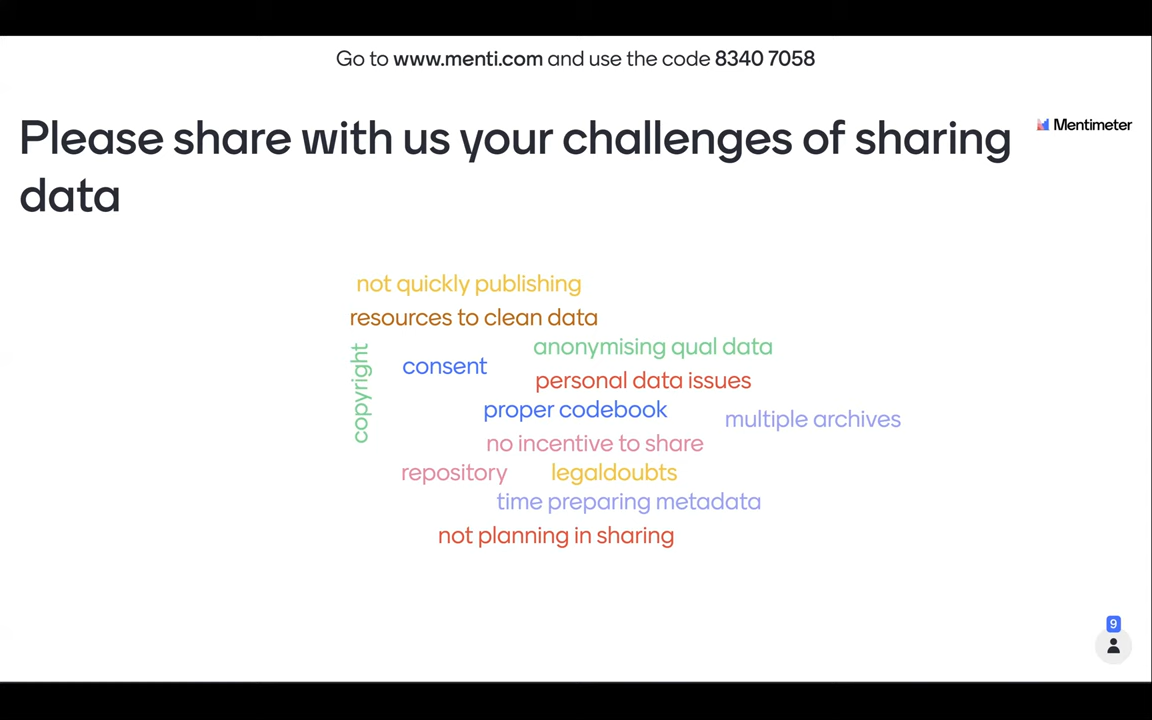 Go to www.menti.com and use the code 8340 7058
Please share with us your challenges of sharing
data
Mentimeter
not quickly publishing
resources to clean data
copyright
anonymising qual data
consent
personal data issues
proper codebook
multiple archives
no incentive to share
repository
legaldoubts
time preparing metadata
not planning in sharing
9